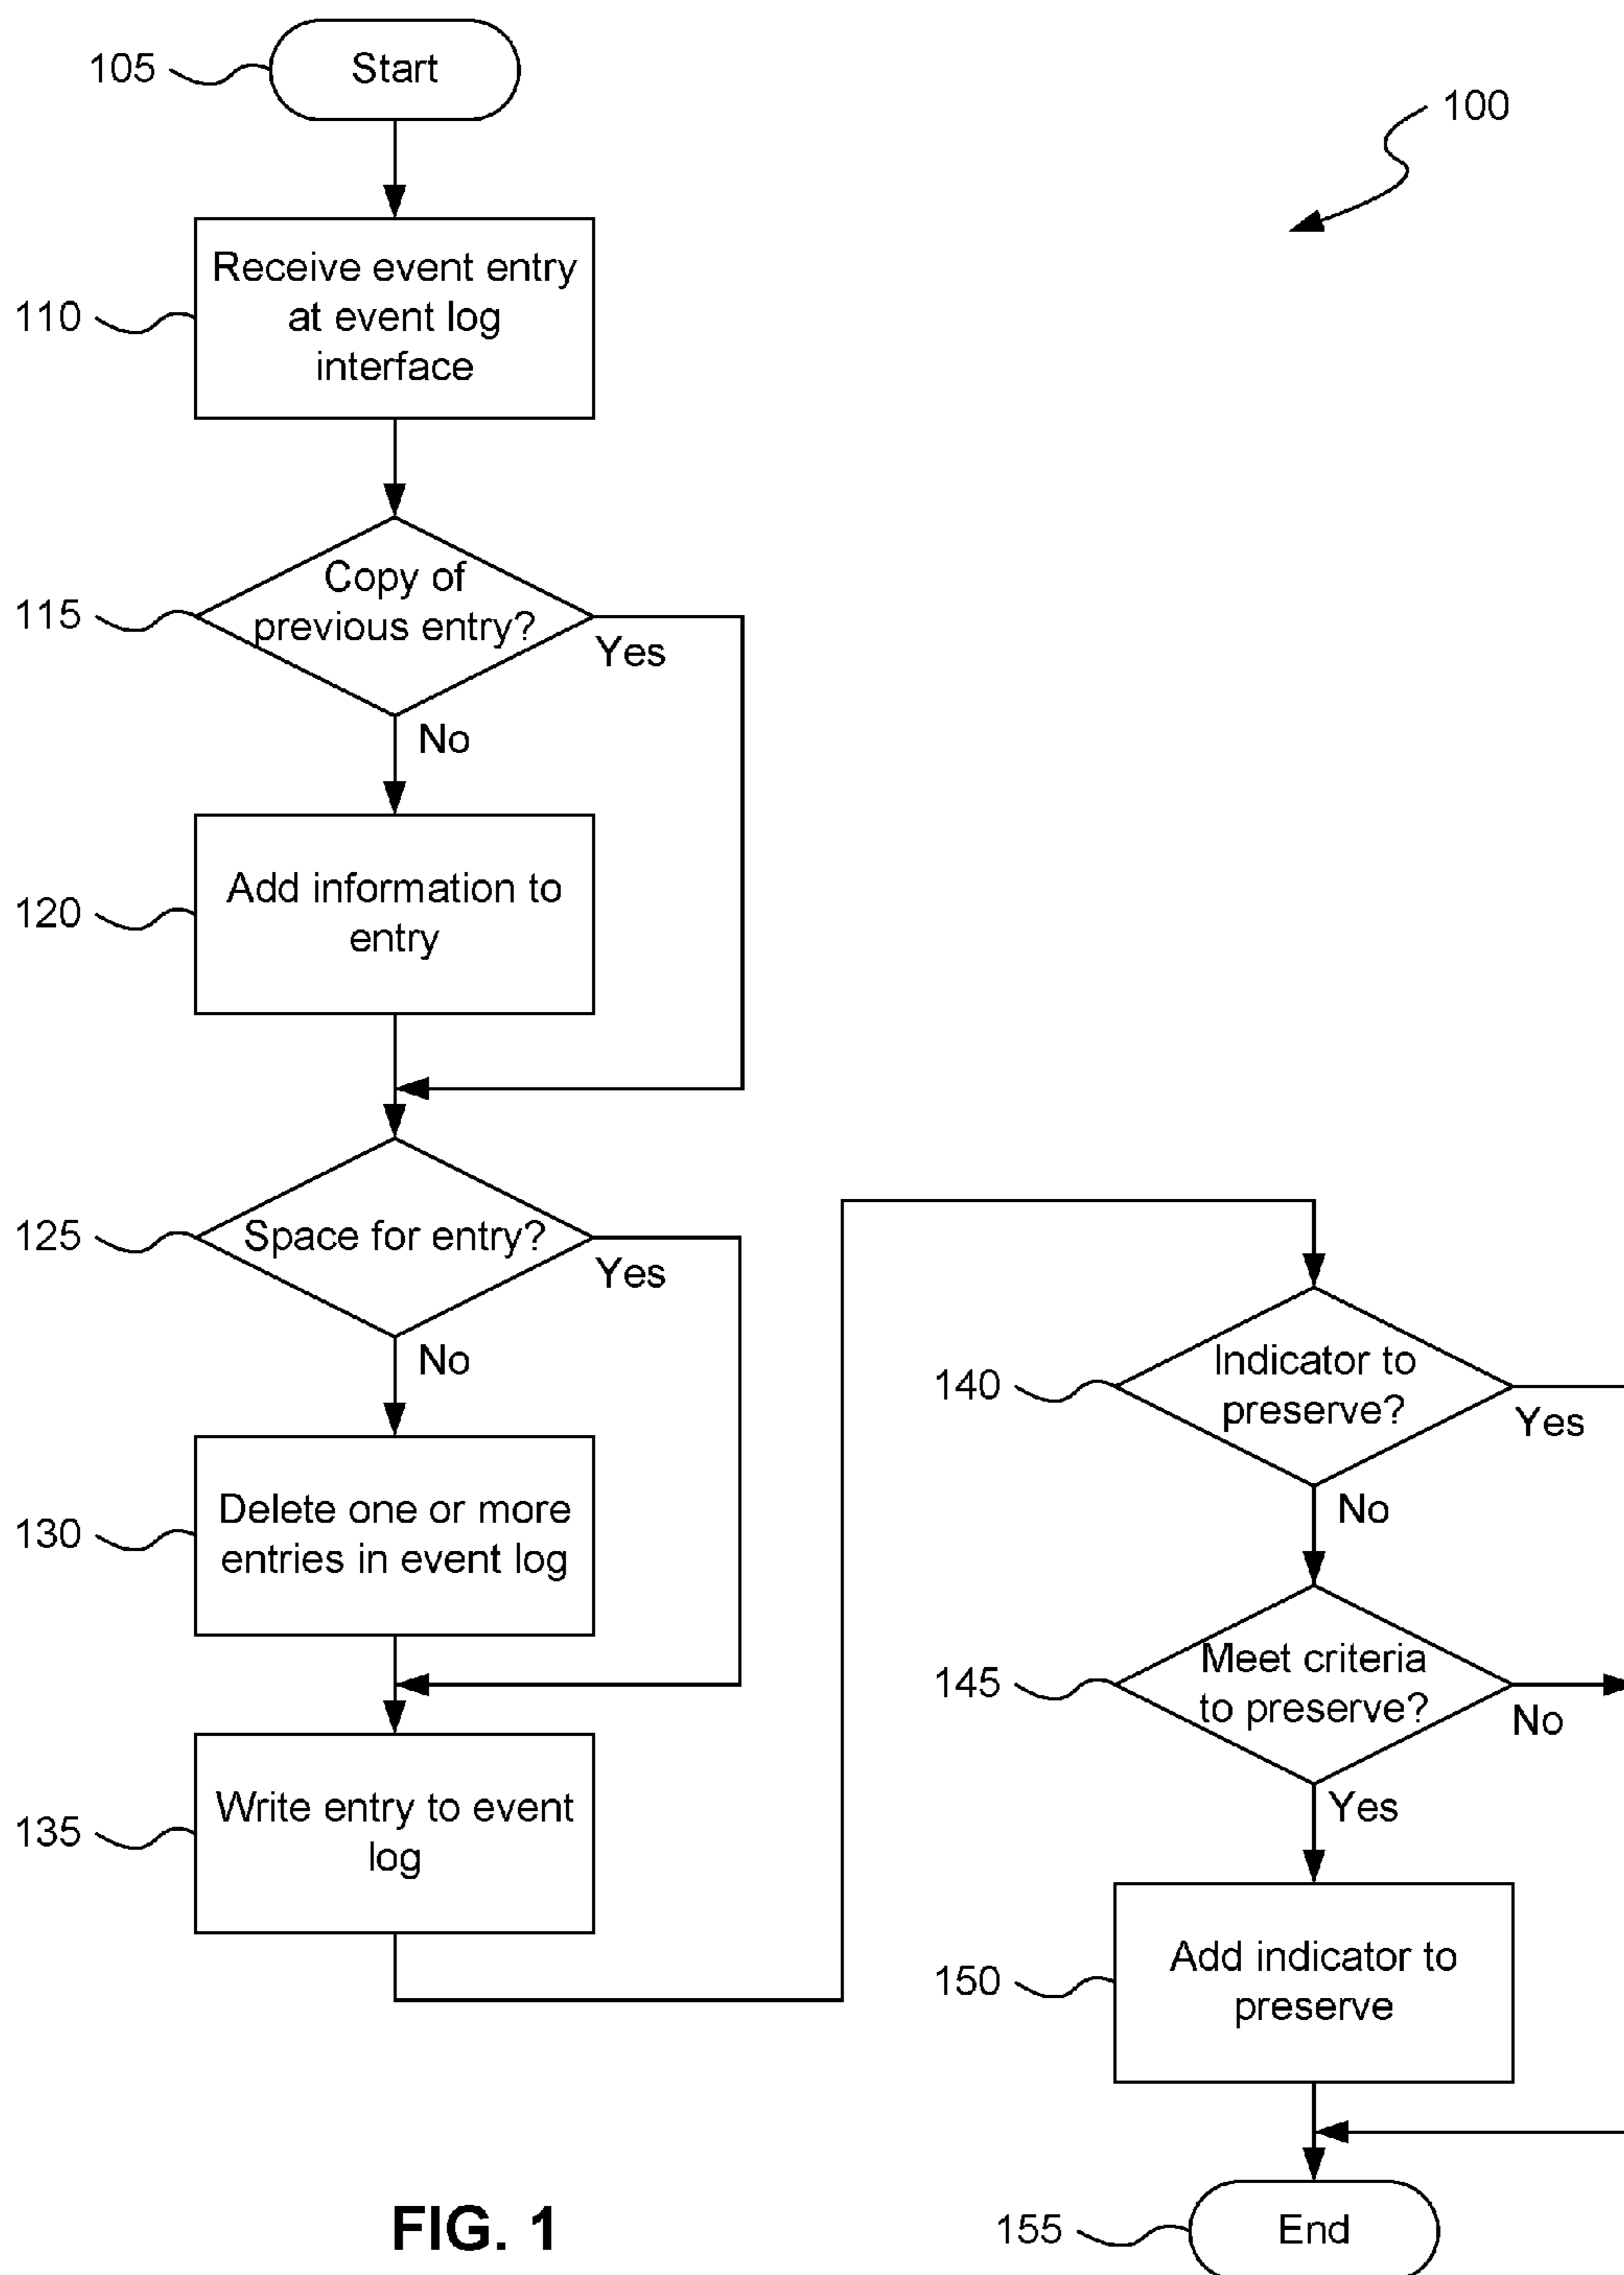 105
Start
100
110
Receive event entry
at event log
interface
115
Copy of
previous entry?
Yes
No
120
Add information to
entry
125
Space for entry?
Yes
No
130
Delete one or more
entries in event log
135
Write entry to event
log
140
Indicator to
preserve?
Yes
No
145
Meet criteria
to preserve?
No
Yes
150
Add indicator to
preserve
155
End
FIG. 1